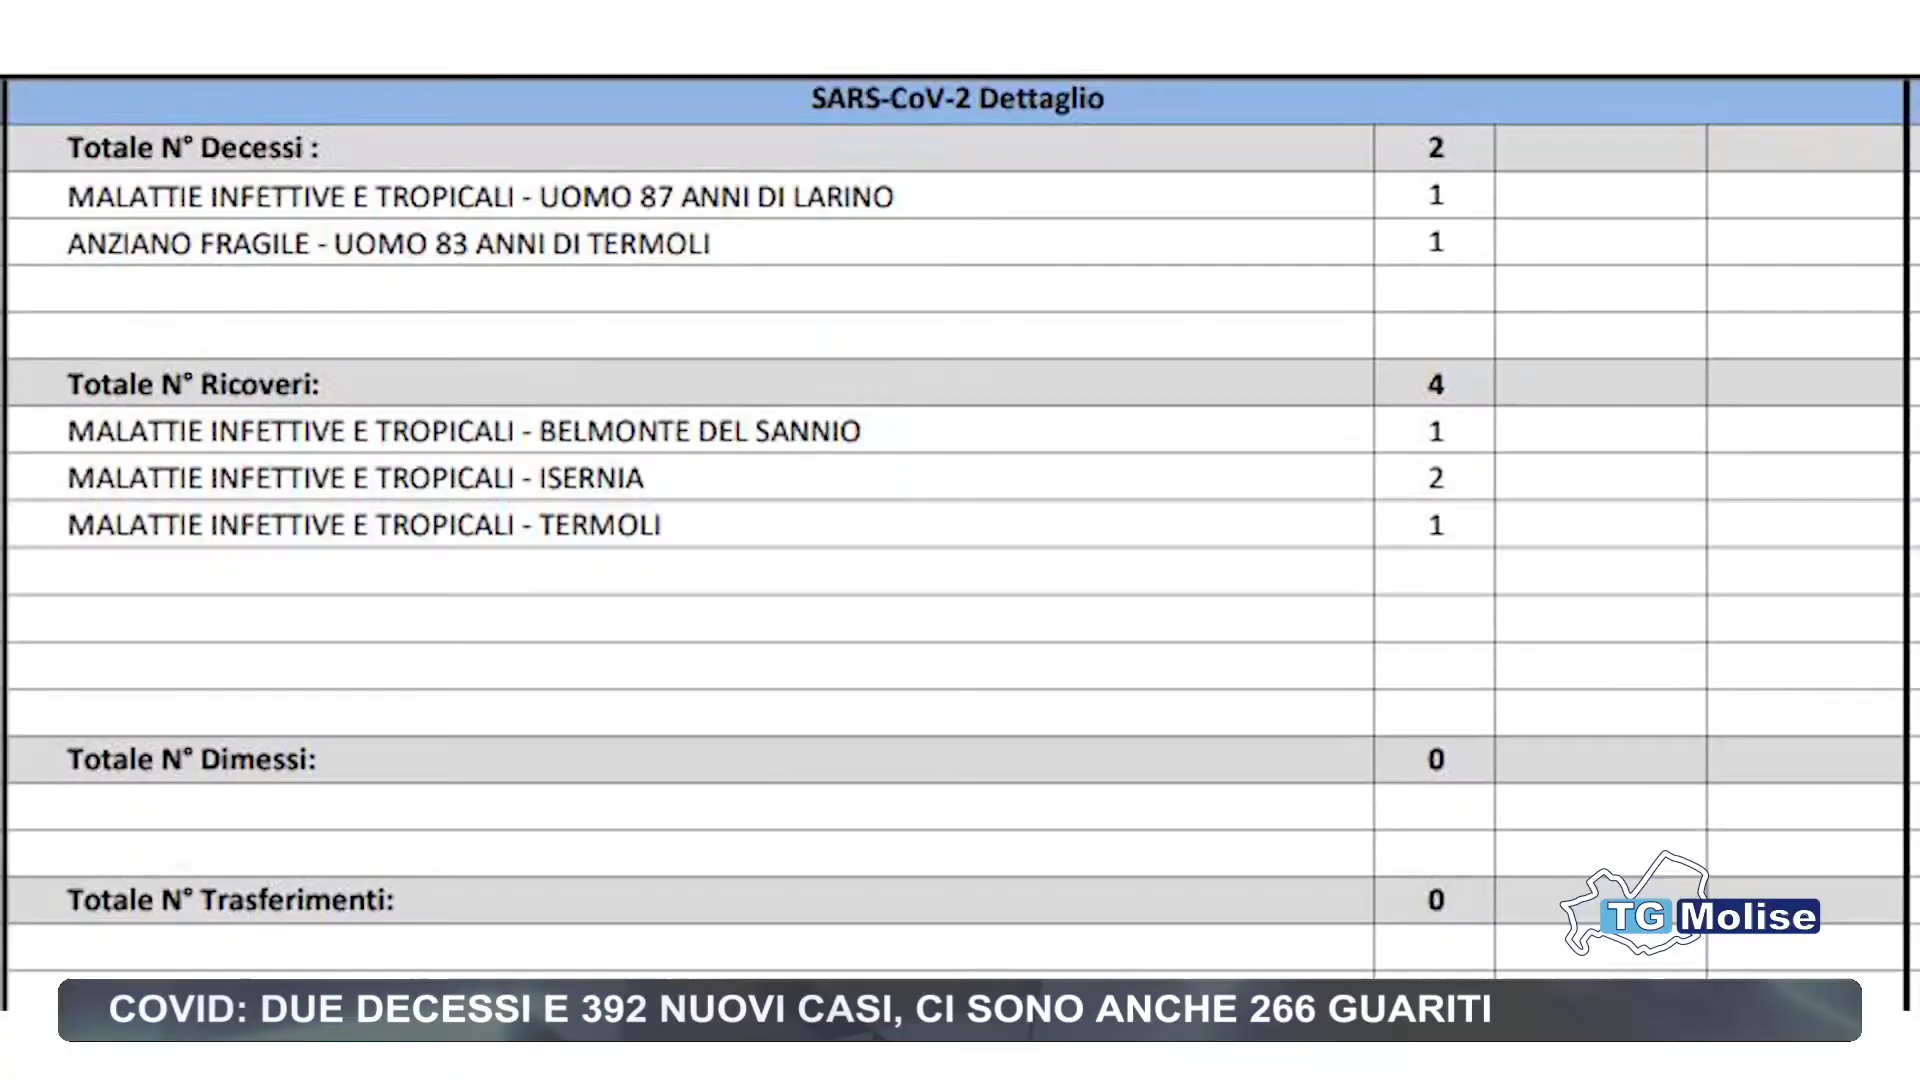 SARS-CoV-2 Dettaglio
Totale N° Decessi : 2
MALATTIE INFETTIVE E TROPICALI - UOMO 87 ANNI DI LARINO 1
ANZIANO FRAGILE - UOMO 83 ANNI DI TERMOLI 1
Totale N° Ricoveri: 4
MALATTIE INFETTIVE E TROPICALI - BELMONTE DEL SANNIO 1
MALATTIE INFETTIVE E TROPICALI - ISERNIA 2
MALATTIE INFETTIVE E TROPICALI - TERMOLI 1
Totale N° Dimessi: 0
Totale N° Trasferimenti: 0
TG Molise
COVID: DUE DECESSI E 392 NUOVI CASI, CI SONO ANCHE 266 GUARITI